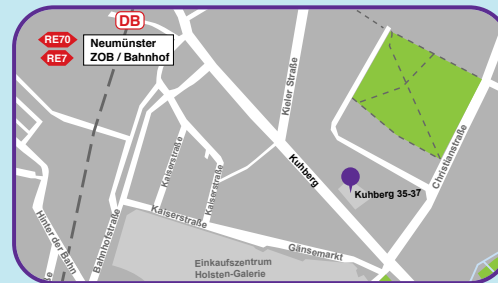 DB
RE70
RE7
Neumünster
ZOB / Bahnhof
Kieler Straße
Christianstraße
Kuhberg
Kuhberg 35-37
Kaiserstraße
Kaiserstraße
Kaiserstraße
Hinter der Bahn
Bahnhofstraße
Gänsemarkt
Einkaufszentrum
Holsten-Galerie
ße